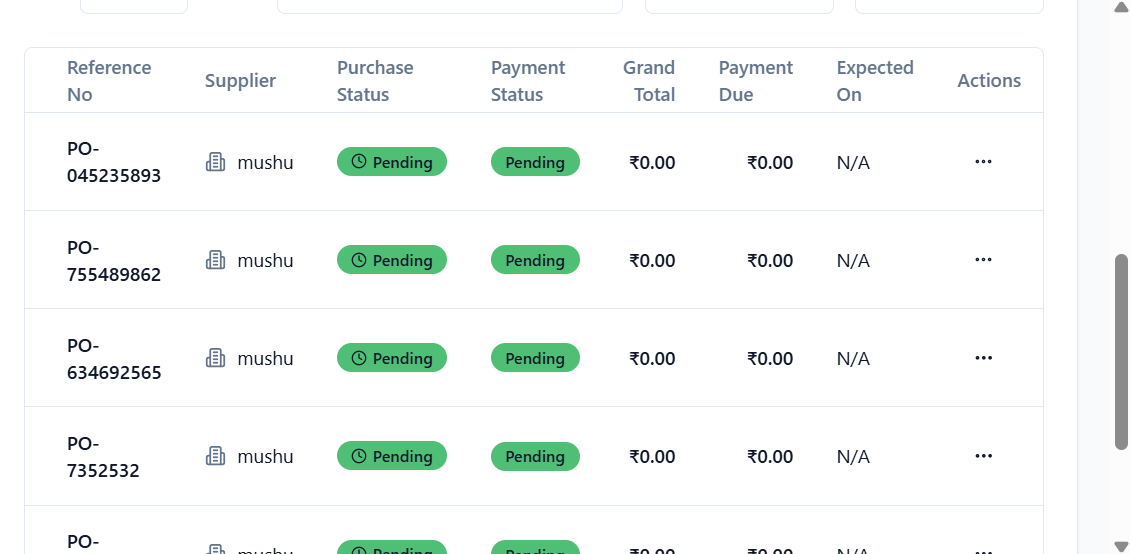 Reference No Supplier Purchase Status Payment Status Grand Total Payment Due Expected On Actions
PO-045235893 mushu Pending Pending ₹0.00 ₹0.00 N/A ···
PO-755489862 mushu Pending Pending ₹0.00 ₹0.00 N/A ···
PO-634692565 mushu Pending Pending ₹0.00 ₹0.00 N/A ···
PO-7352532 mushu Pending Pending ₹0.00 ₹0.00 N/A ···
PO- mushu Pending Pending ₹0.00 ₹0.00 N/A